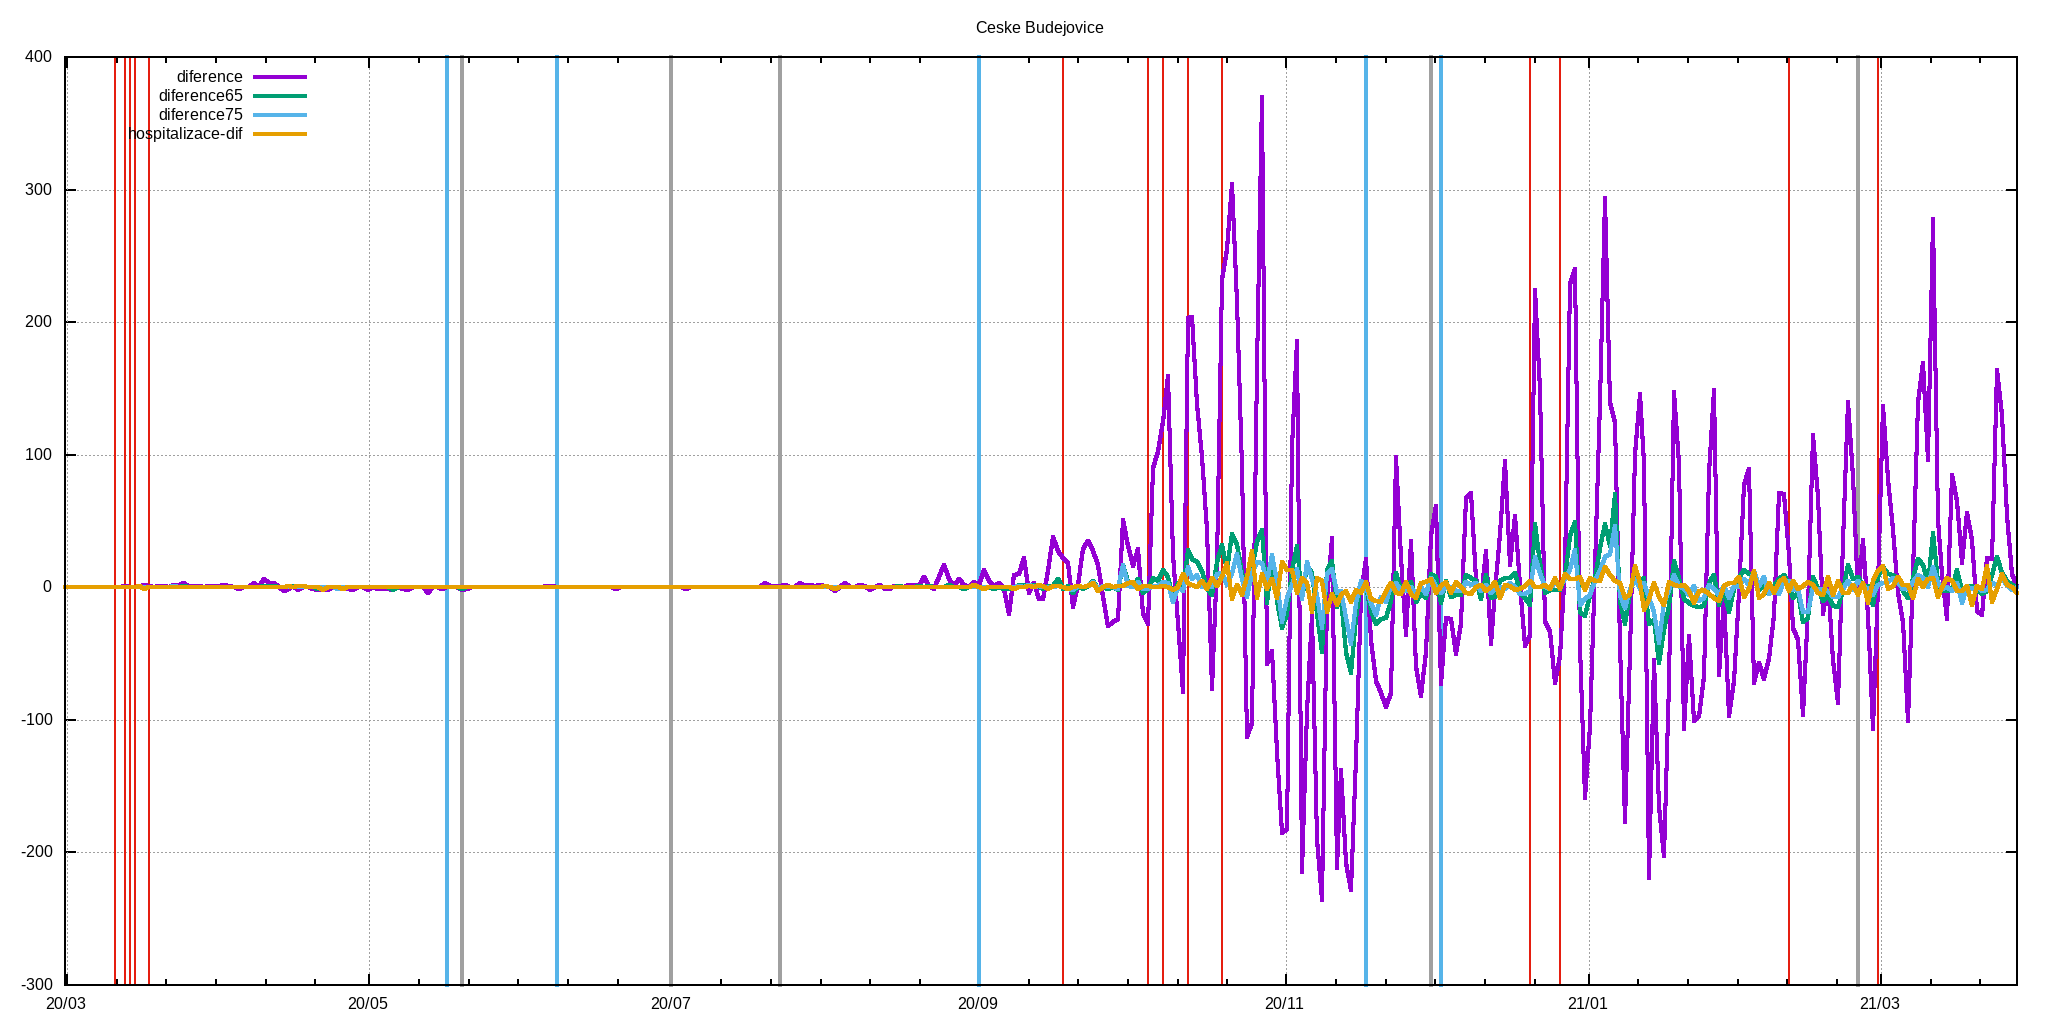 Ceske Budejovice
400
300
200
100
0
-100
-200
-300
diference
diference65
diference75
hospitalizace-dif
20/03 20/05 20/07 20/09 20/11 21/01 21/03